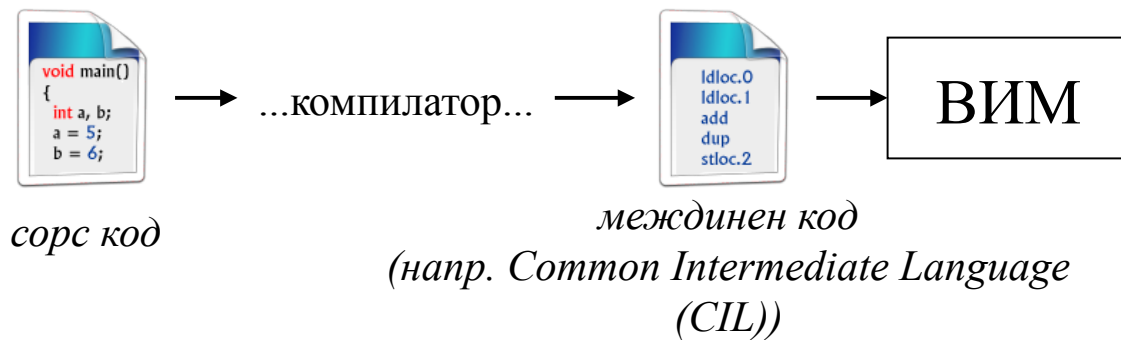 void main()
{
int a, b;
a = 5;
b = 6;
...компилатор...
ldloc.0
ldloc.1
add
dup
stloc.2
ВИМ
сорс код
междинен код
(напр. Common Intermediate Language
(CIL))